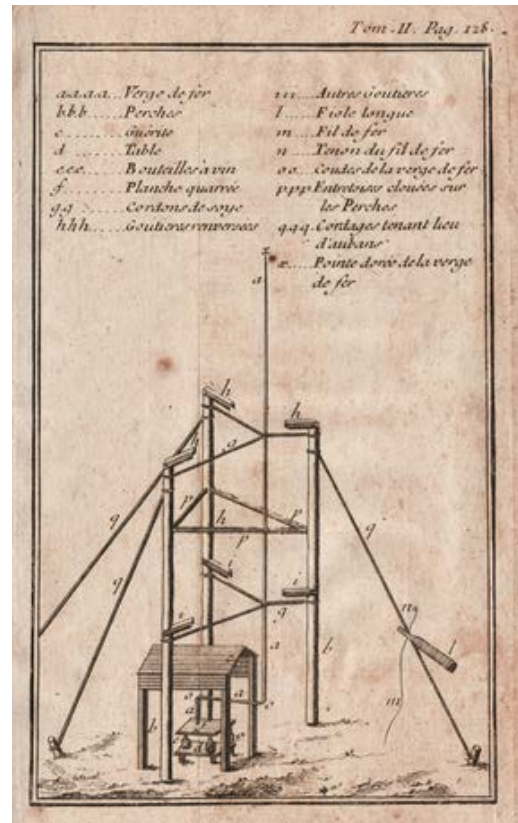 Tom. II. Pag. 128.
a.a.a.a... Verge de fer
b.b.b...... Perches
c......... Guérite
d......... Table
e.e.e.... Bouteilles à vin
f......... Planche quarrée
g.g...... Cordons de soye
h.h.h.... Goutieres renversées
Autres Goutieres
l..... Fiole longue
m.... Fil de fer
n..... Tenon du fil de fer
o.o... Coudes de la verge de fer
p.p.p Entretoises clouées sur
les Perches
q.q.q. Cordages tenant lieu
d'aubans
x..... Pointe dorée de la verge
de fer
x
a
h
h
h
g
q
p
p
h
p
q
q
i
i
i
g
n
l
a
b
c
o
a
a
e
b
d
m